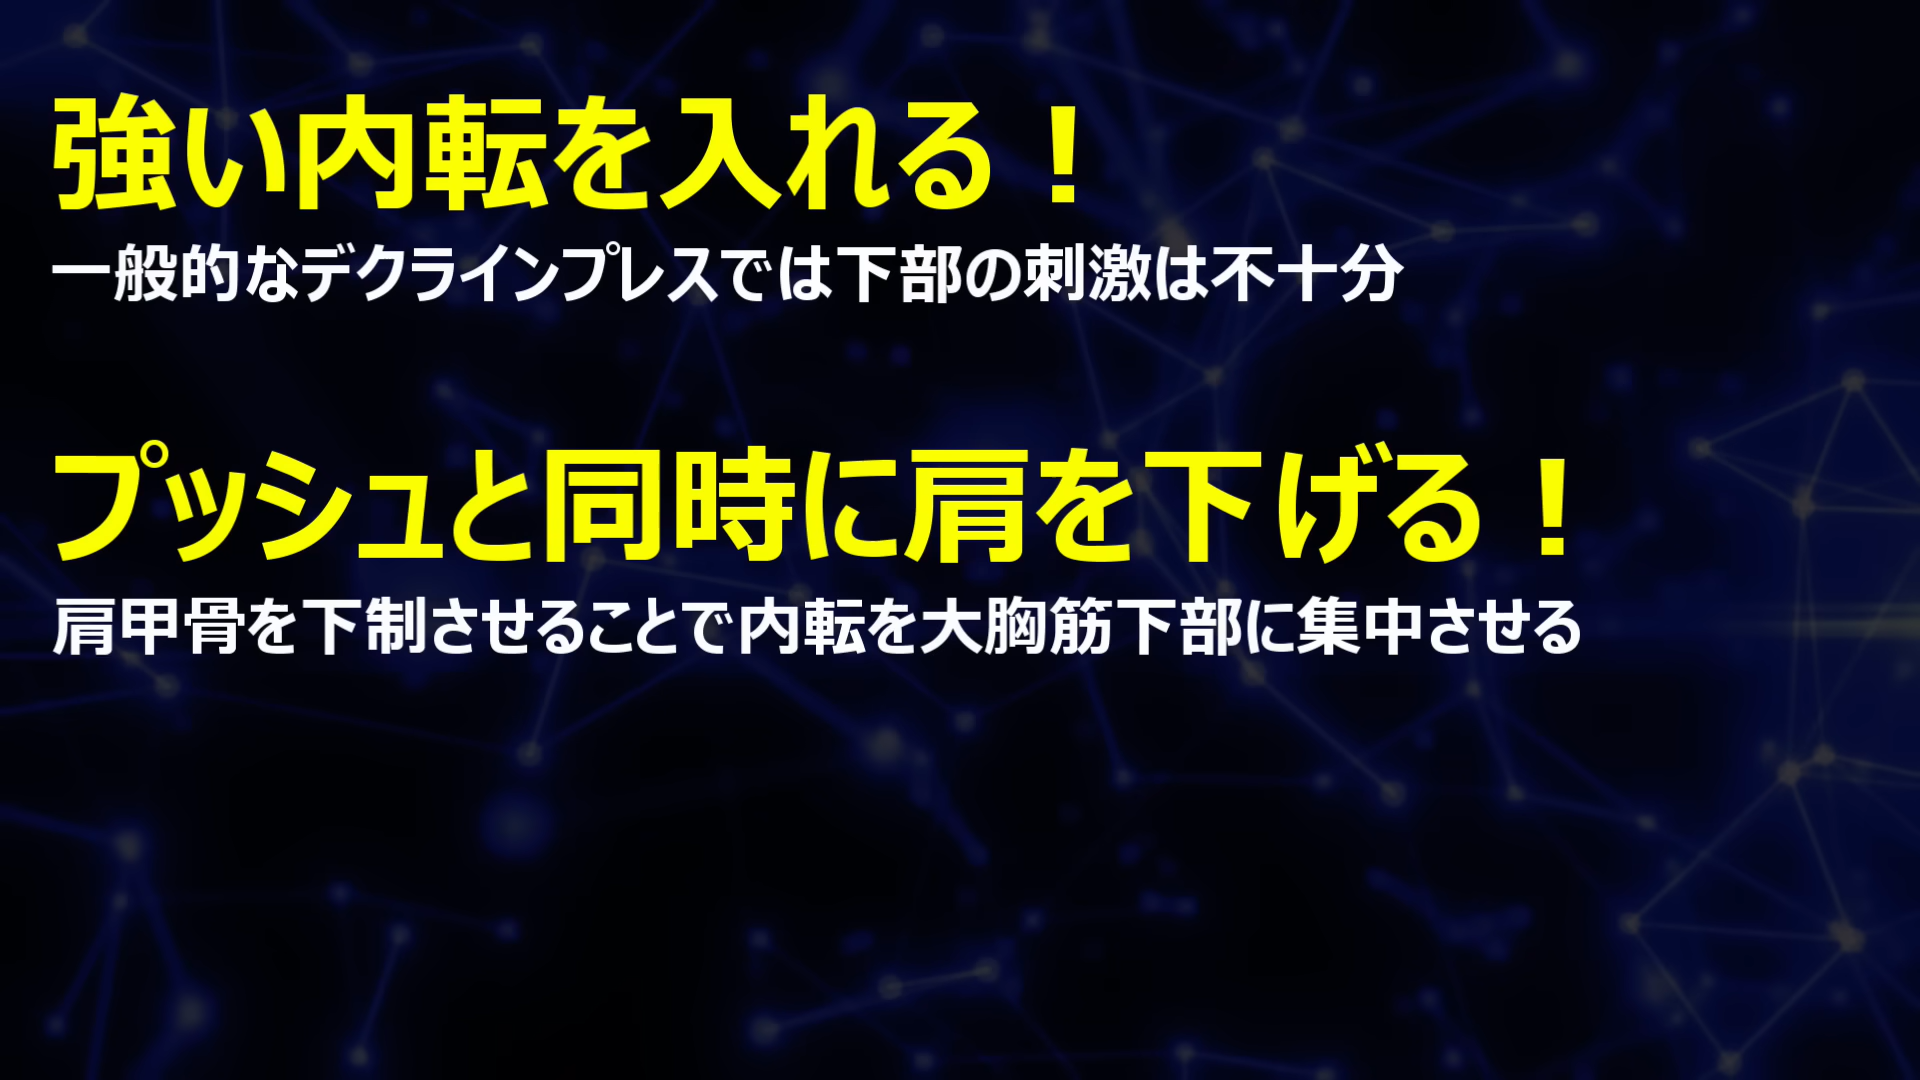 強い内転を入れる！
一般的なデクラインプレスでは下部の刺激は不十分
プッシュと同時に肩を下げる！
肩甲骨を下制させることで内転を大胸筋下部に集中させる